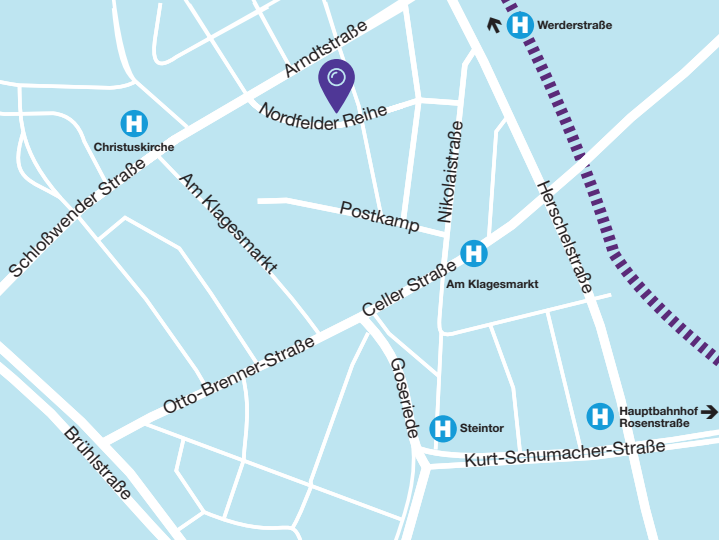 H
Werderstraße
Arndtstraße
Nordfelder Reihe
H
Christuskirche
Schloßwender Straße
Am Klagesmarkt
Nikolaistraße
Postkamp
Herschelstraße
H
Celler Straße
Am Klagesmarkt
Otto-Brenner-Straße
Goseriede
H
Hauptbahnhof
Rosenstraße
H
Steintor
Brühlstraße
Kurt-Schumacher-Straße